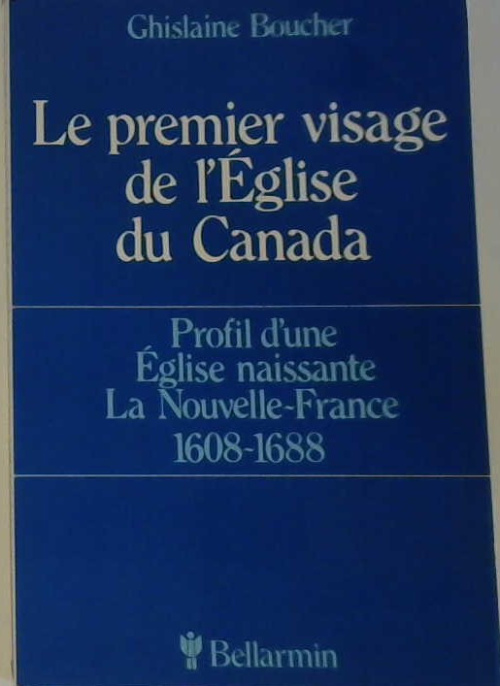 Ghislaine Boucher
Le premier visage
de l'Église
du Canada
Profil d'une
Église naissante
La Nouvelle-France
1608-1688
Bellarmin